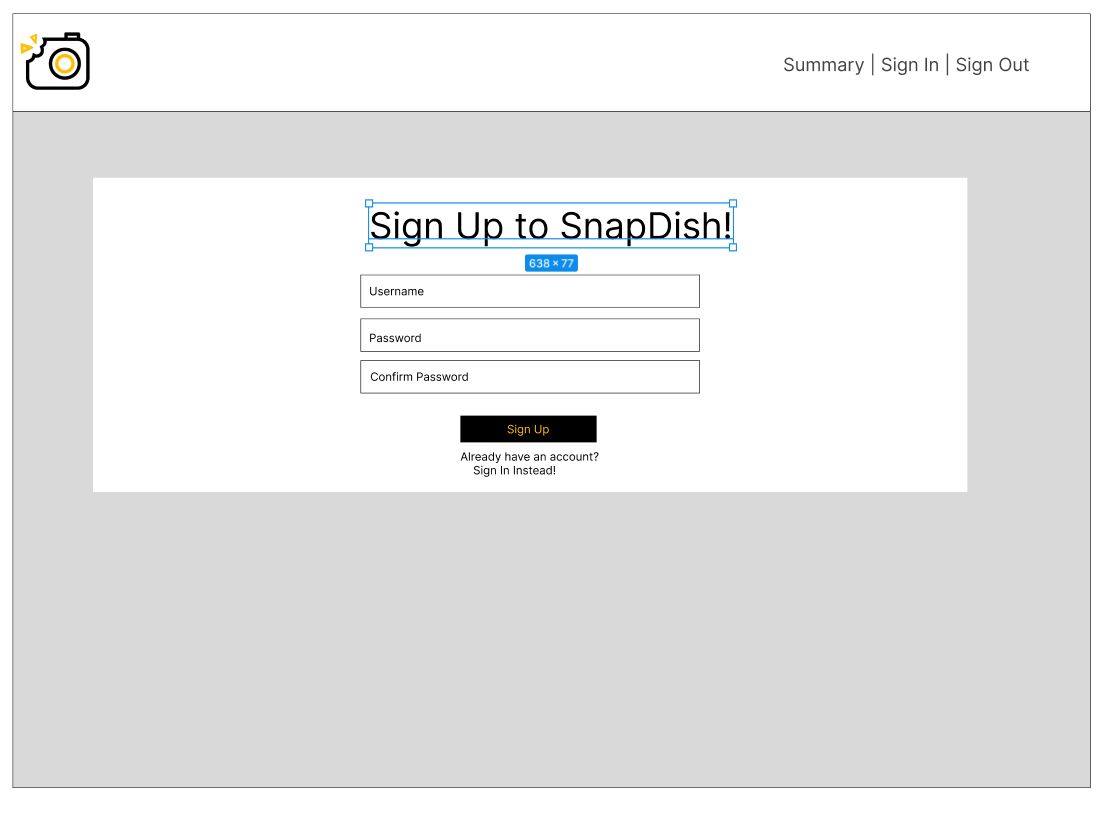 Summary | Sign In | Sign Out
Sign Up to SnapDish!
638 × 77
Username
Password
Confirm Password
Sign Up
Already have an account?
Sign In Instead!